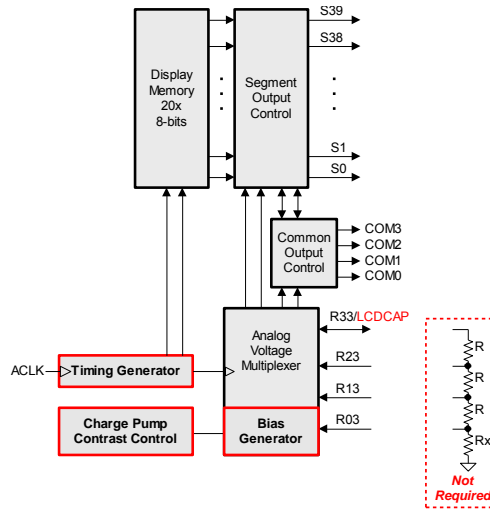 S39
S38
Display
Memory
20x
8-bits
Segment
Output
Control
S1
S0
Common
Output
Control
COM3
COM2
COM1
COM0
R33/LCDCAP
Analog
Voltage
Multiplexer
R23
R13
R03
ACLK
Timing Generator
Charge Pump
Contrast Control
Bias
Generator
R
R
R
Rx
Not
Required